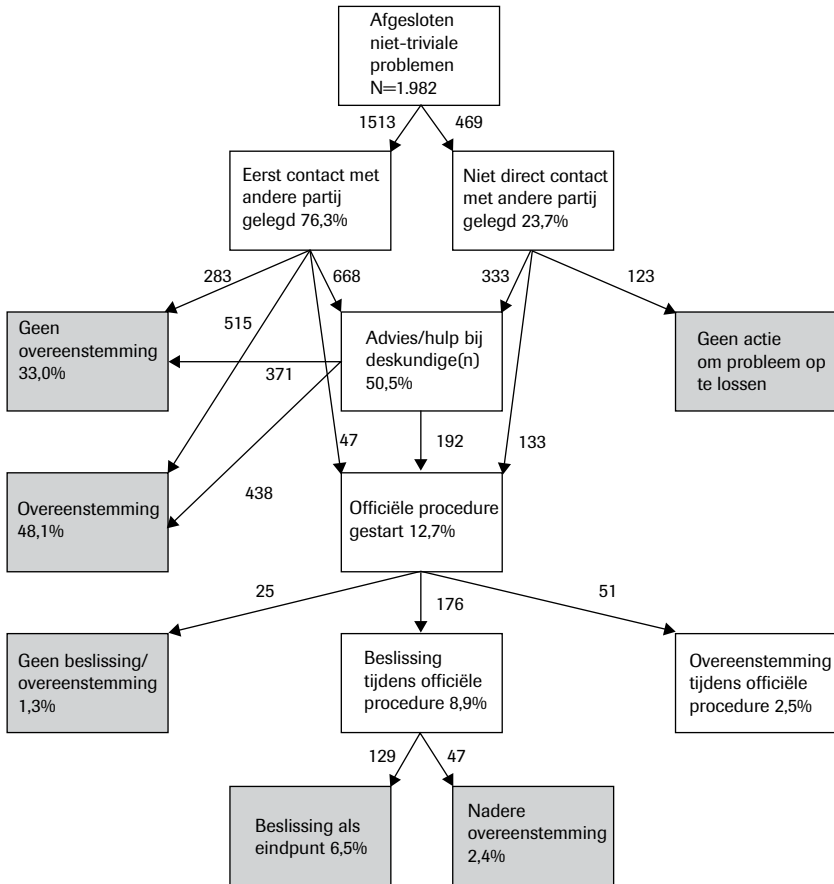 Afgesloten
niet-triviale
problemen
N=1.982
1513
469
Eerst contact met
andere partij
gelegd 76,3%
Niet direct contact
met andere partij
gelegd 23,7%
283
668
333
123
515
Geen
overeenstemming
33,0%
Advies/hulp bij
deskundige(n)
50,5%
Geen actie
om probleem op
te lossen
371
47
192
133
438
Overeenstemming
48,1%
Officiële procedure
gestart 12,7%
25
176
51
Geen beslissing/
overeenstemming
1,3%
Beslissing
tijdens officiële
procedure 8,9%
Overeenstemming
tijdens officiële
procedure 2,5%
129
47
Beslissing als
eindpunt 6,5%
Nadere
overeenstemming
2,4%